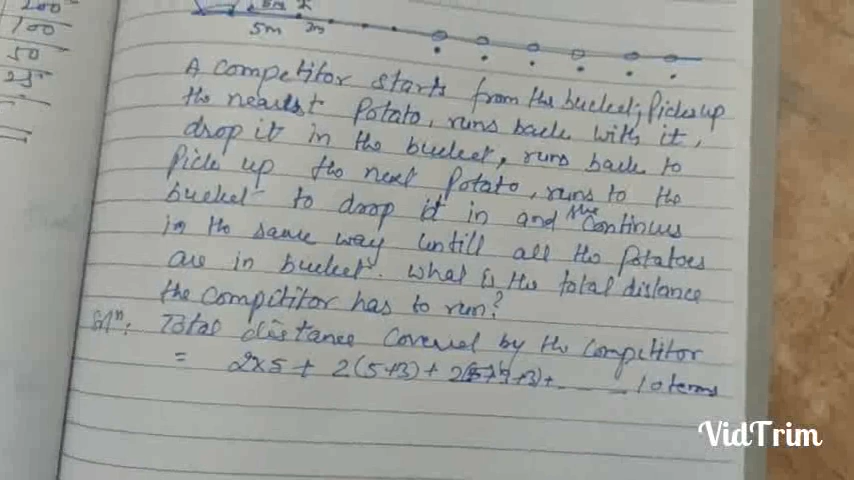 200
100
50
25
5m 3m
A competitor starts from the bucket; Picks up
the nearest Potato, runs back with it,
drop it in the bucket, runs back to
Pick up the next Potato, runs to the
bucket to drop it in and she Continues
in the same way untill all the Potatoes
are in bucket. What is the total distance
the Competitor has to run?
Solⁿ: Total distance Covered by the Competitor
= 2×5 + 2(5+3) + 2(5+3+3)+ ____ 10 terms
VidTrim